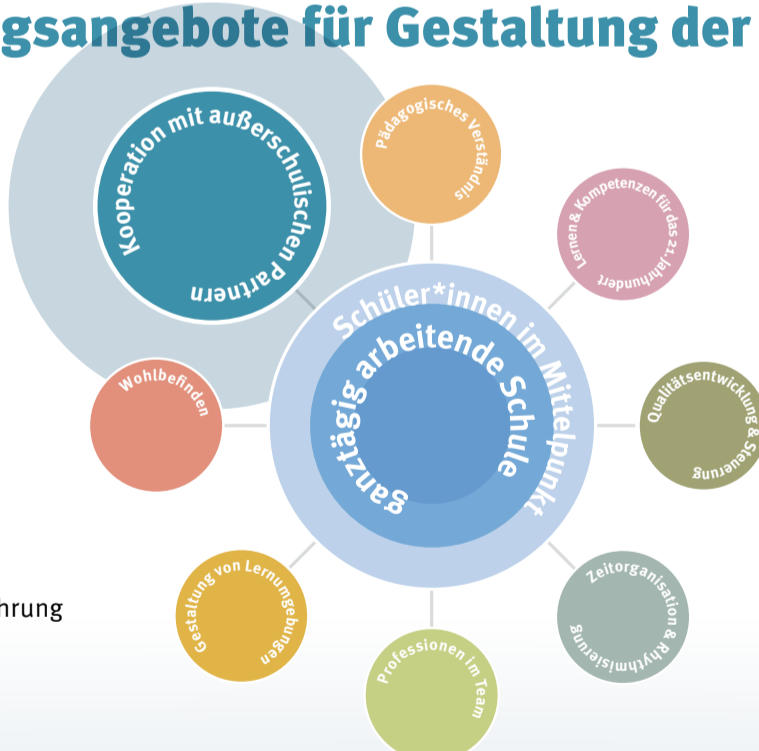 gsangebote für Gestaltung der
Kooperation mit außerschulischen Partnern
Pädagogisches Verständnis
Lernen & Kompetenzen für das 21. Jahrhundert
Schüler*innen im Mittelpunkt
ganztägig arbeitende Schule
Wohlbefinden
Qualitätsentwicklung & Steuerung
Gestaltung von Lernumgebungen
Zeitorganisation & Rhythmisierung
hrung
Professionen im Team